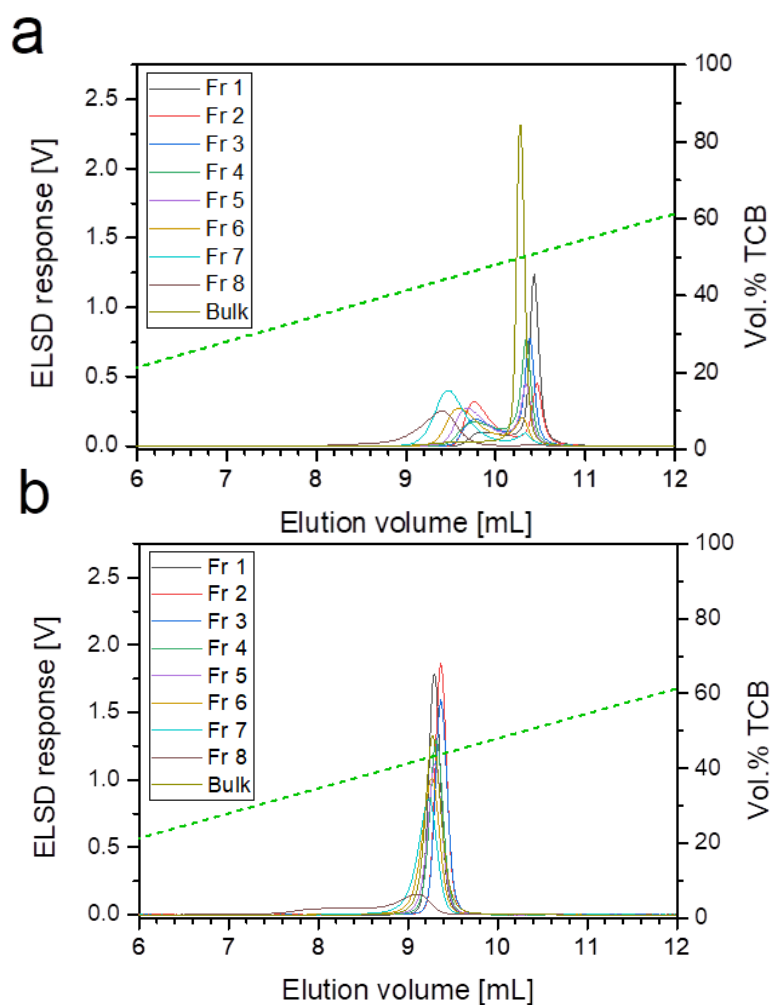 a
ELSD response [V]
2.5
2.0
1.5
1.0
0.5
0.0
Fr 1
Fr 2
Fr 3
Fr 4
Fr 5
Fr 6
Fr 7
Fr 8
Bulk
100
80
60
40
20
0
Vol.% TCB
6 7 8 9 10 11 12
Elution volume [mL]
b
ELSD response [V]
2.5
2.0
1.5
1.0
0.5
0.0
Fr 1
Fr 2
Fr 3
Fr 4
Fr 5
Fr 6
Fr 7
Fr 8
Bulk
100
80
60
40
20
0
Vol.% TCB
6 7 8 9 10 11 12
Elution volume [mL]